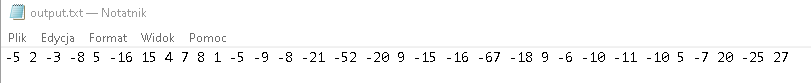 output.txt — Notatnik
Plik Edycja Format Widok Pomoc
-5 2 -3 -8 5 -16 15 4 7 8 1 -5 -9 -8 -21 -52 -20 9 -15 -16 -67 -18 9 -6 -10 -11 -10 5 -7 20 -25 27